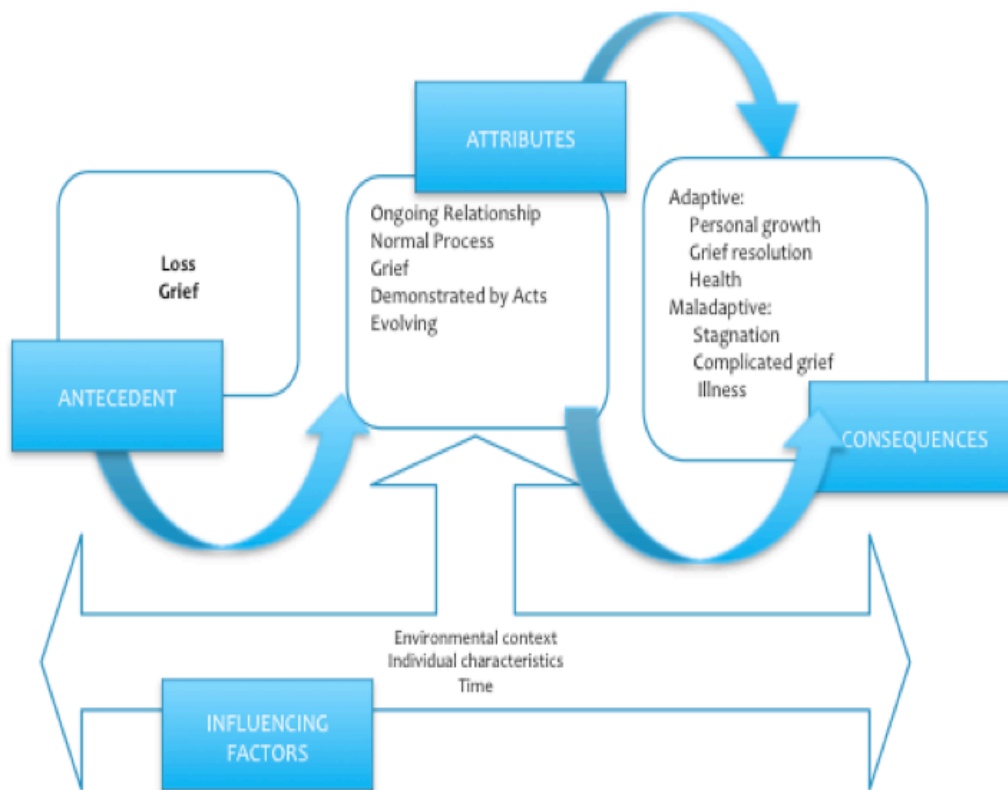 ATTRIBUTES
Loss
Grief
ANTECEDENT
Ongoing Relationship
Normal Process
Grief
Demonstrated by Acts
Evolving
Adaptive:
Personal growth
Grief resolution
Health
Maladaptive:
Stagnation
Complicated grief
Illness
CONSEQUENCES
Environmental context
Individual characteristics
Time
INFLUENCING
FACTORS